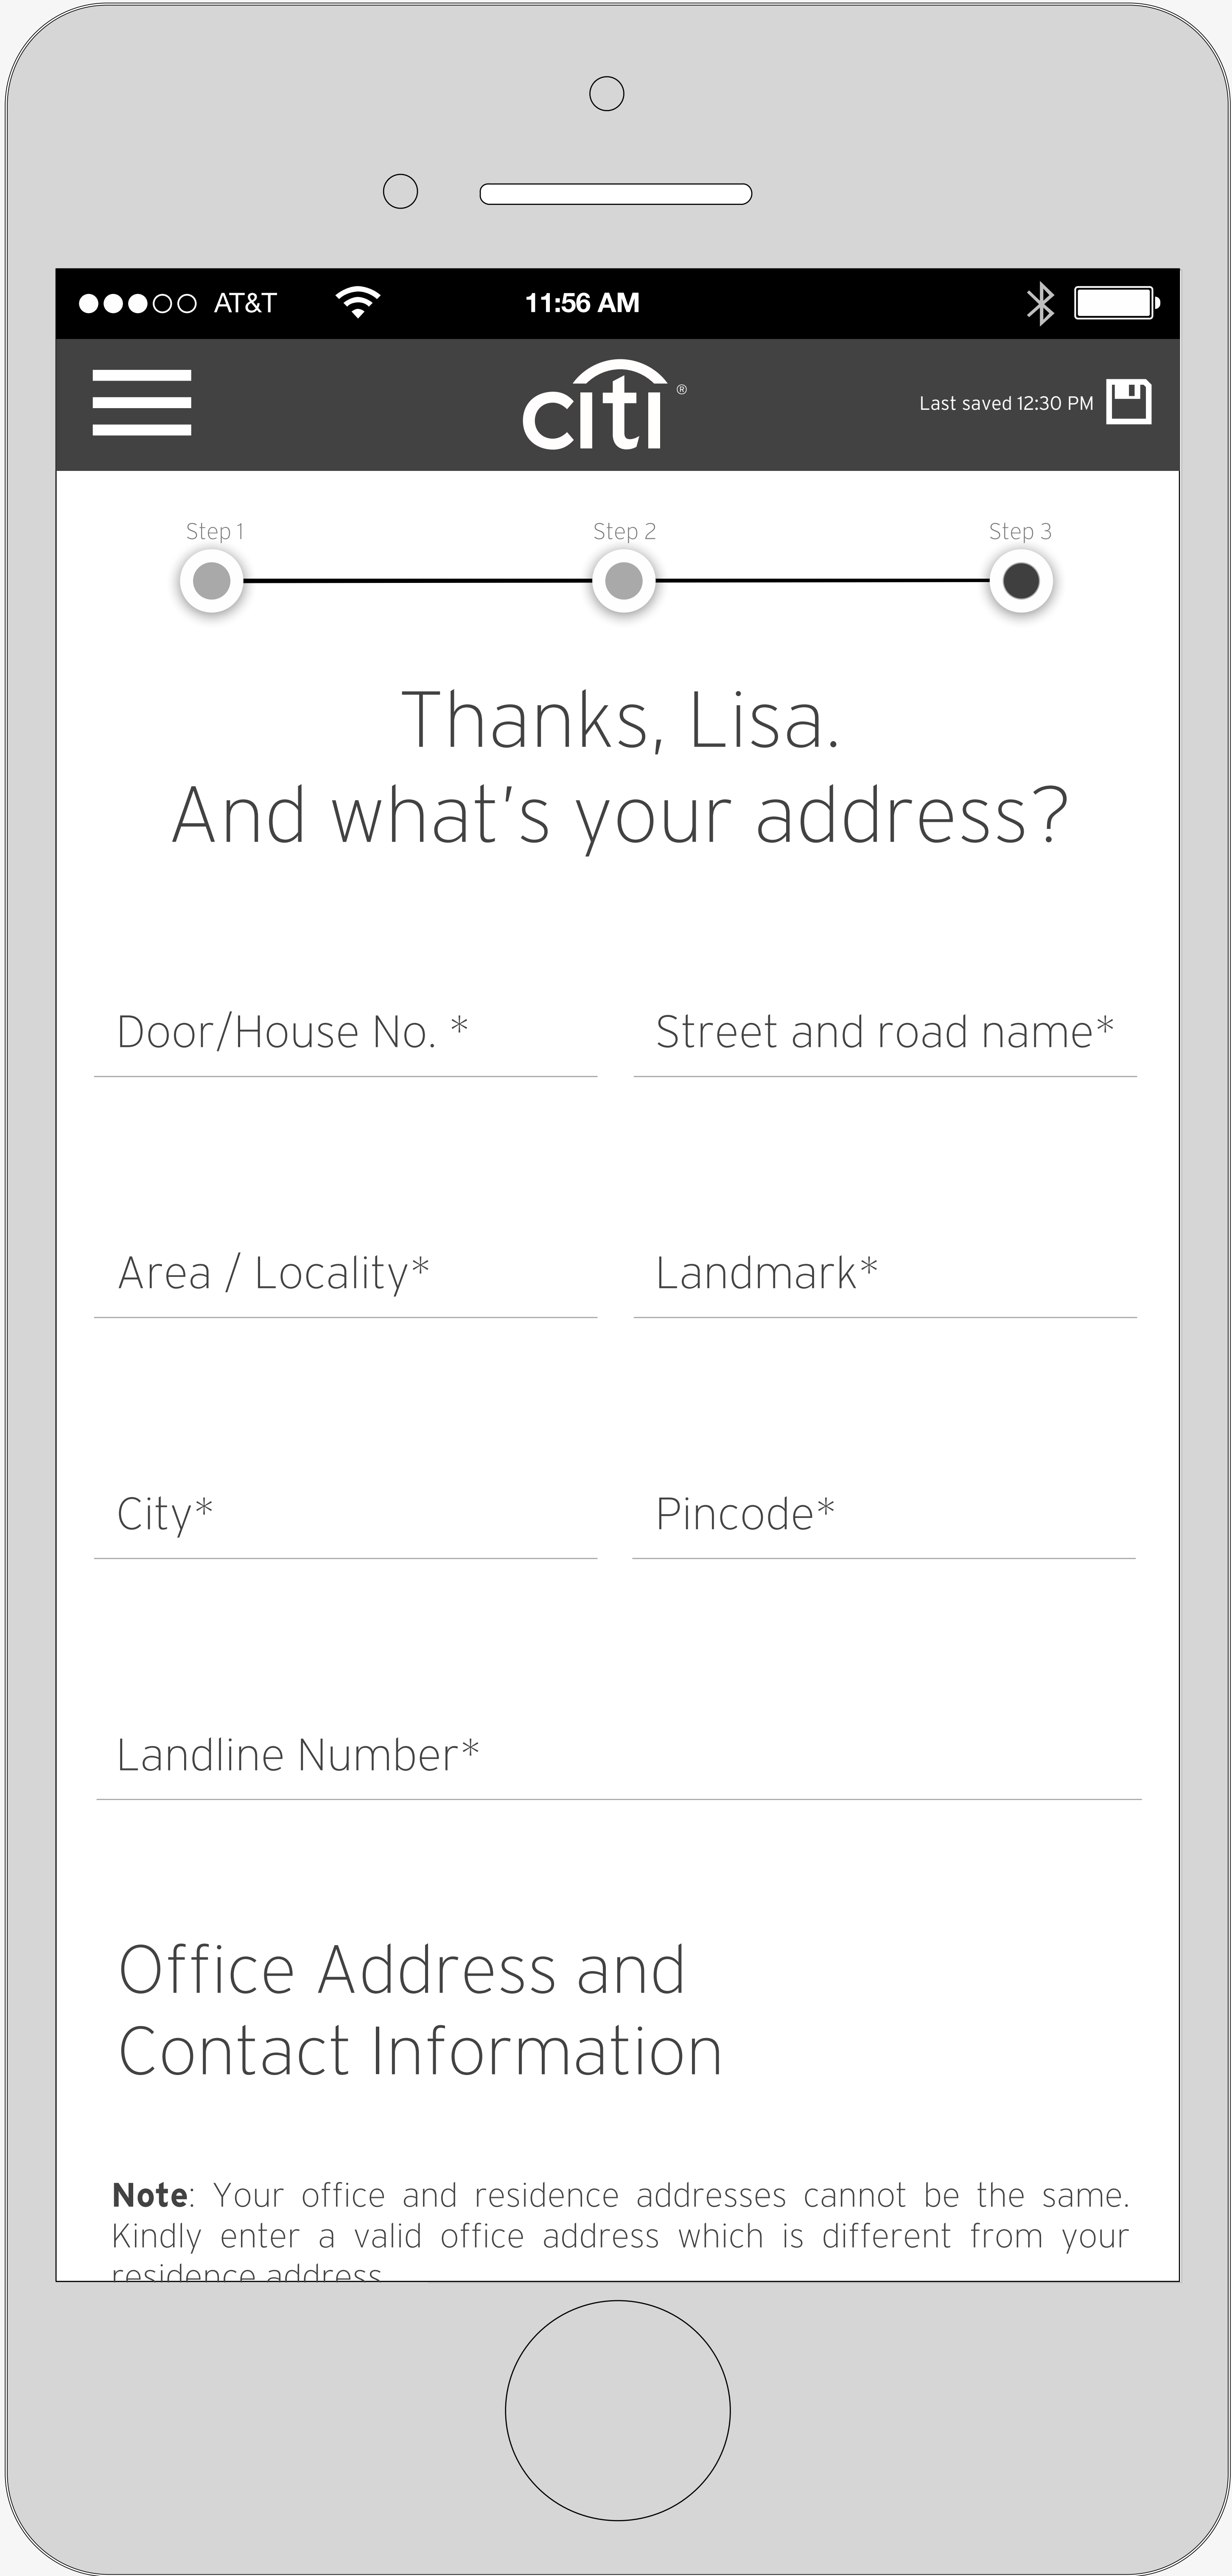 AT&T 11:56 AM
citi ® Last saved 12:30 PM
Step 1 Step 2 Step 3
Thanks, Lisa.
And what's your address?
Door/House No. * Street and road name*
Area / Locality* Landmark*
City* Pincode*
Landline Number*
Office Address and
Contact Information
Note: Your office and residence addresses cannot be the same.
Kindly enter a valid office address which is different from your
residence address